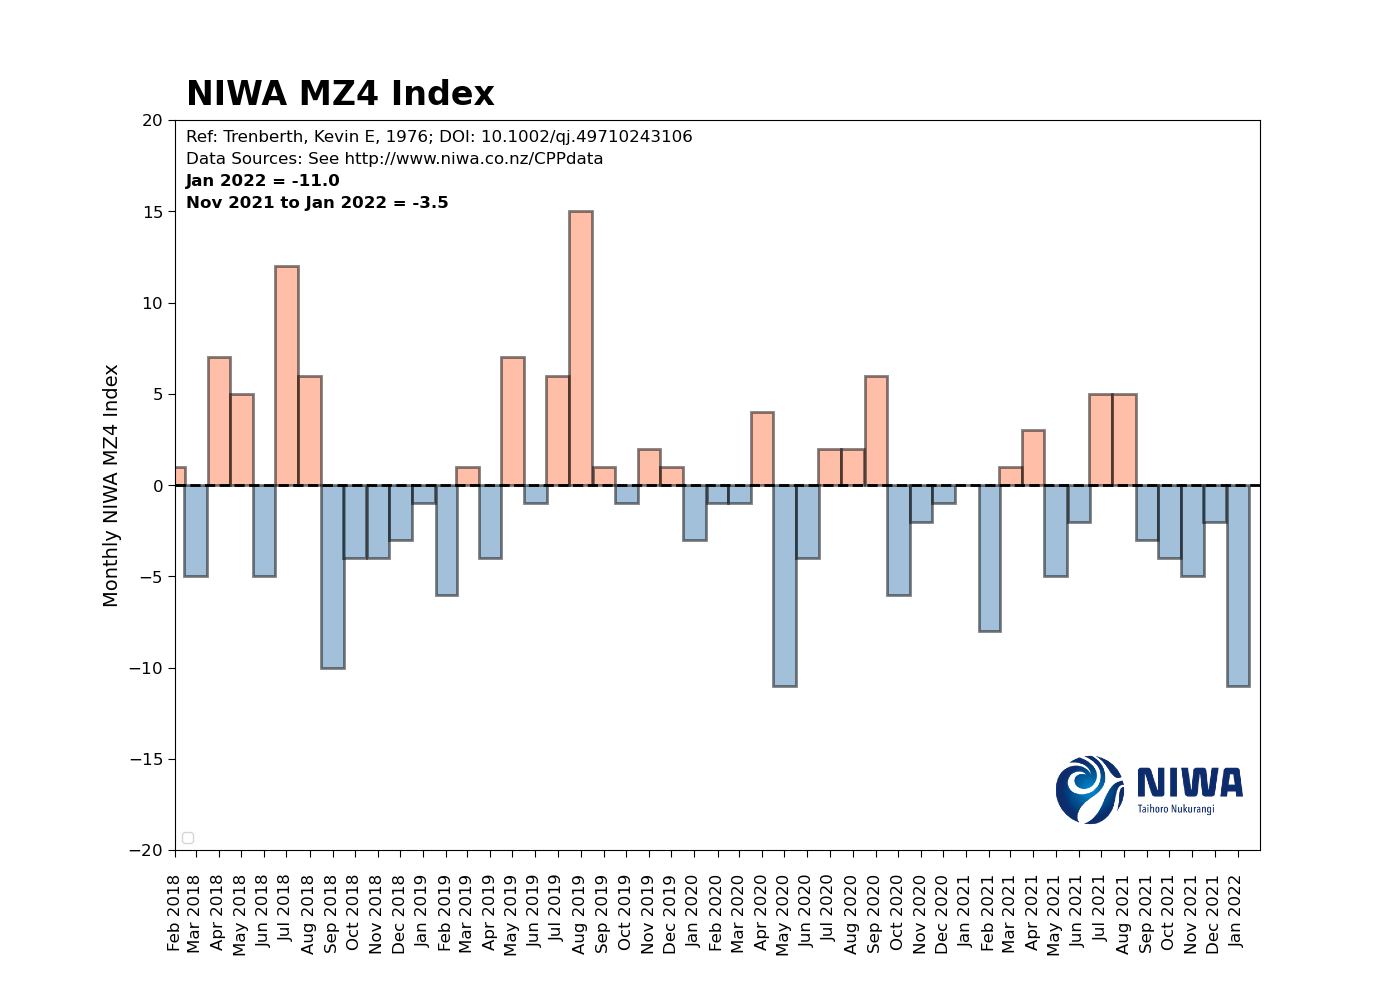 NIWA MZ4 Index
Ref: Trenberth, Kevin E, 1976; DOI: 10.1002/qj.49710243106
Data Sources: See http://www.niwa.co.nz/CPPdata
Jan 2022 = -11.0
Nov 2021 to Jan 2022 = -3.5
20
15
10
5
0
−5
−10
−15
−20
Monthly NIWA MZ4 Index
NIWA
Taihoro Nukurangi
Feb 2018
Mar 2018
Apr 2018
May 2018
Jun 2018
Jul 2018
Aug 2018
Sep 2018
Oct 2018
Nov 2018
Dec 2018
Jan 2019
Feb 2019
Mar 2019
Apr 2019
May 2019
Jun 2019
Jul 2019
Aug 2019
Sep 2019
Oct 2019
Nov 2019
Dec 2019
Jan 2020
Feb 2020
Mar 2020
Apr 2020
May 2020
Jun 2020
Jul 2020
Aug 2020
Sep 2020
Oct 2020
Nov 2020
Dec 2020
Jan 2021
Feb 2021
Mar 2021
Apr 2021
May 2021
Jun 2021
Jul 2021
Aug 2021
Sep 2021
Oct 2021
Nov 2021
Dec 2021
Jan 2022